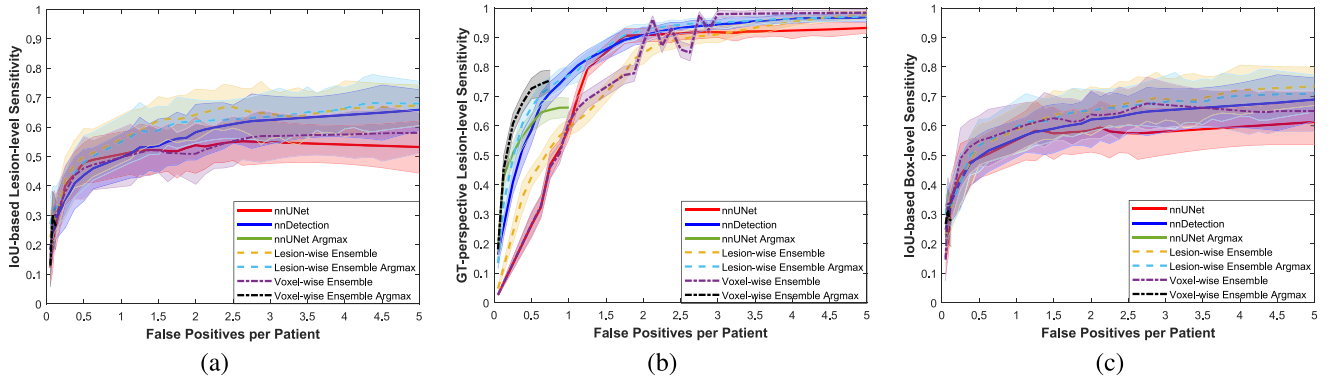 IoU-based Lesion-level Sensitivity
1
0.9
0.8
0.7
0.6
0.5
0.4
0.3
0.2
0.1
0
nnUNet
nnDetection
nnUNet Argmax
Lesion-wise Ensemble
Lesion-wise Ensemble Argmax
Voxel-wise Ensemble
Voxel-wise Ensemble Argmax
0.5 1 1.5 2 2.5 3 3.5 4 4.5 5
False Positives per Patient
(a)
GT-perspective Lesion-level Sensitivity
1
0.9
0.8
0.7
0.6
0.5
0.4
0.3
0.2
0.1
0
nnUNet
nnDetection
nnUNet Argmax
Lesion-wise Ensemble
Lesion-wise Ensemble Argmax
Voxel-wise Ensemble
Voxel-wise Ensemble Argmax
0.5 1 1.5 2 2.5 3 3.5 4 4.5 5
False Positives per Patient
(b)
IoU-based Box-level Sensitivity
1
0.9
0.8
0.7
0.6
0.5
0.4
0.3
0.2
0.1
0
nnUNet
nnDetection
nnUNet Argmax
Lesion-wise Ensemble
Lesion-wise Ensemble Argmax
Voxel-wise Ensemble
Voxel-wise Ensemble Argmax
0.5 1 1.5 2 2.5 3 3.5 4 4.5 5
False Positives per Patient
(c)